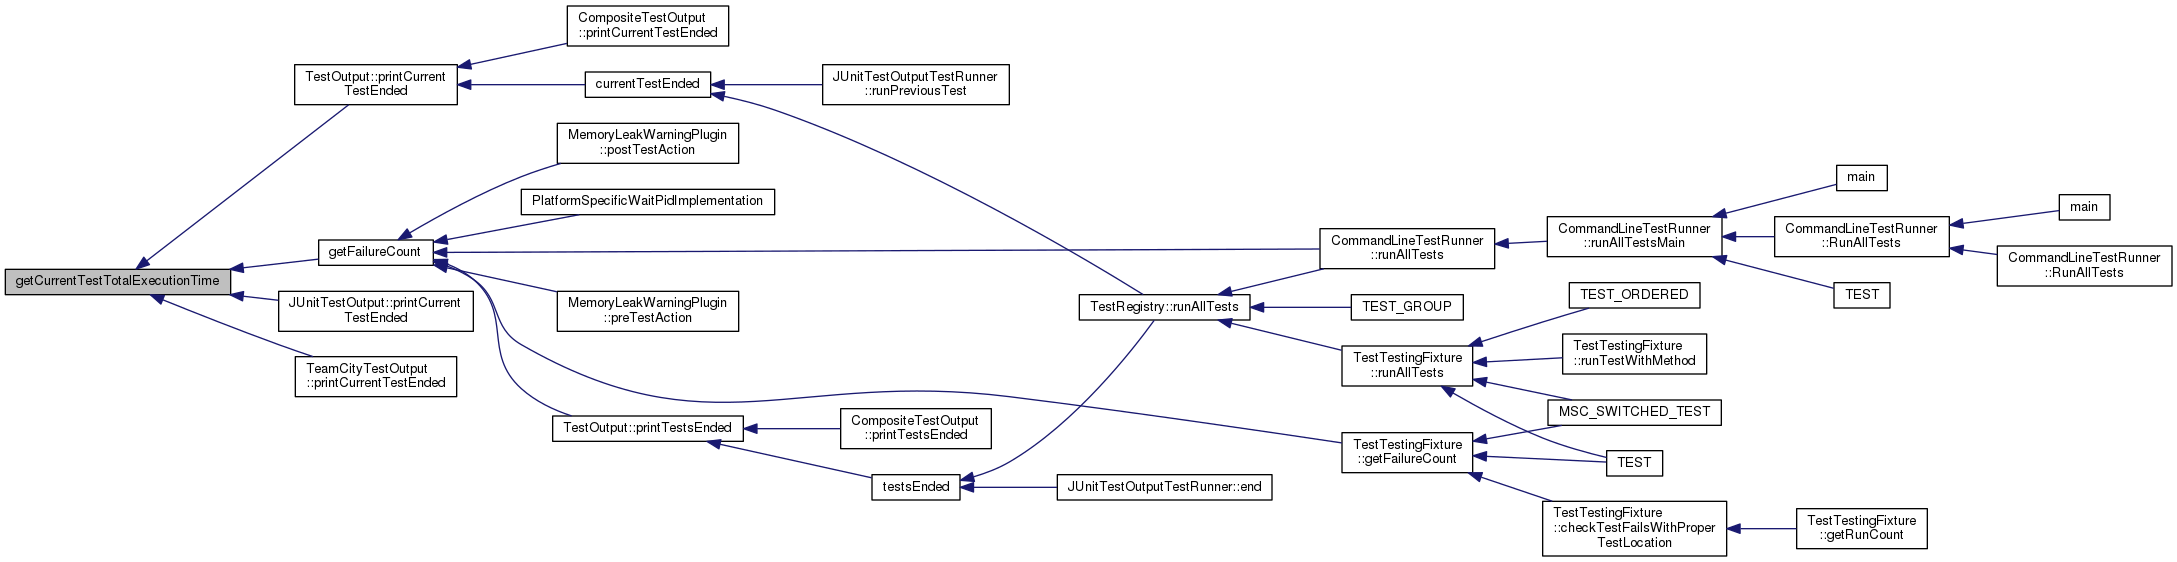 CompositeTestOutput
::printCurrentTestEnded
TestOutput::printCurrent
TestEnded
currentTestEnded
JUnitTestOutputTestRunner
::runPreviousTest
MemoryLeakWarningPlugin
::postTestAction
PlatformSpecificWaitPidImplementation
getFailureCount
getCurrentTestTotalExecutionTime
JUnitTestOutput::printCurrent
TestEnded
MemoryLeakWarningPlugin
::preTestAction
TeamCityTestOutput
::printCurrentTestEnded
TestOutput::printTestsEnded
CompositeTestOutput
::printTestsEnded
testsEnded
JUnitTestOutputTestRunner::end
TestRegistry::runAllTests
CommandLineTestRunner
::runAllTests
TEST_GROUP
TestTestingFixture
::runAllTests
TestTestingFixture
::getFailureCount
CommandLineTestRunner
::runAllTestsMain
main
CommandLineTestRunner
::RunAllTests
TEST
main
CommandLineTestRunner
::RunAllTests
TEST_ORDERED
TestTestingFixture
::runTestWithMethod
MSC_SWITCHED_TEST
TEST
TestTestingFixture
::checkTestFailsWithProper
TestLocation
TestTestingFixture
::getRunCount